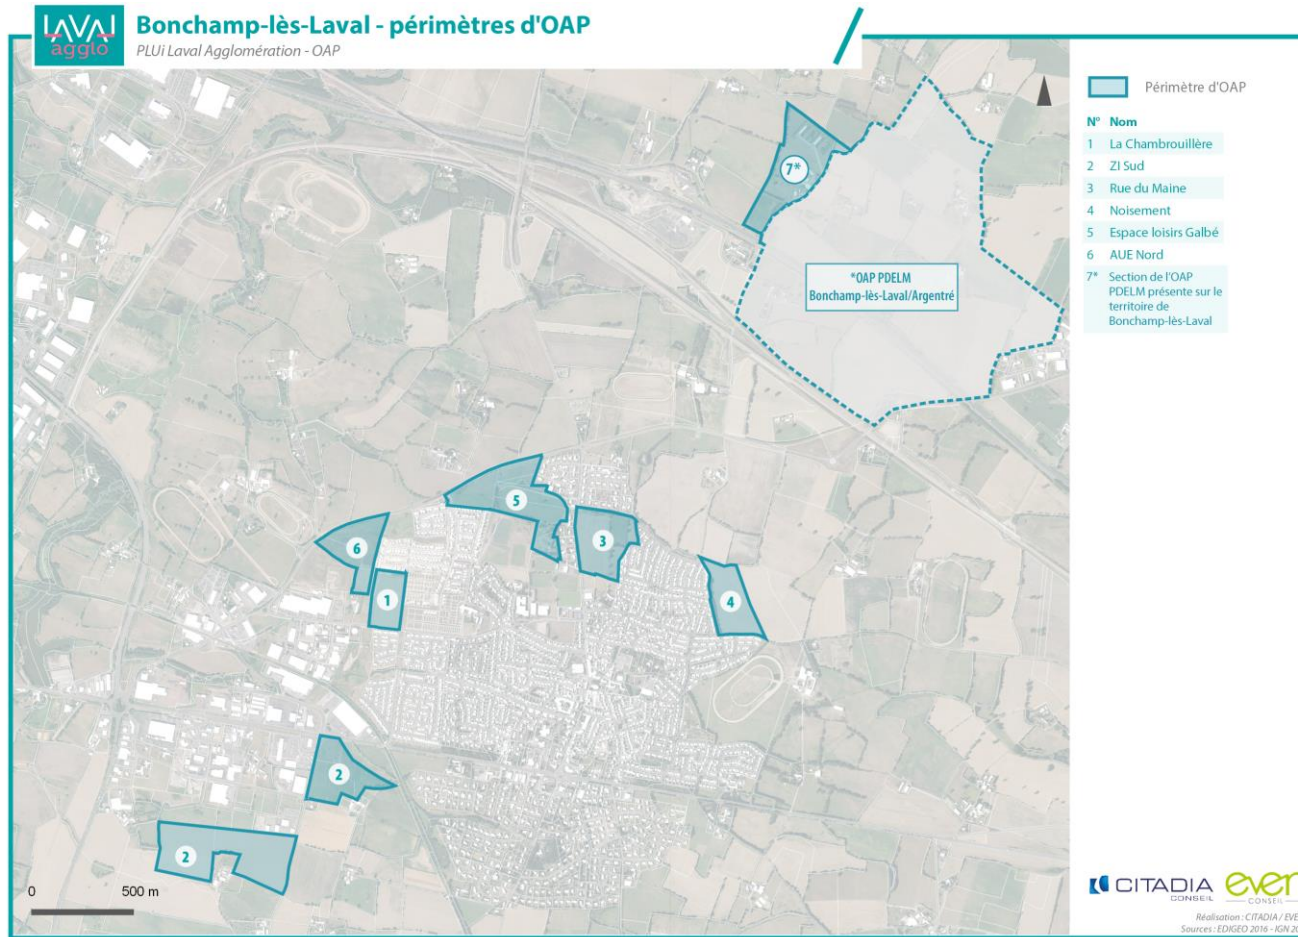 LAVAL
agglo
Bonchamp-lès-Laval - périmètres d'OAP
PLUi Laval Agglomération - OAP
Périmètre d'OAP
N° Nom
1 La Chambrouillère
2 ZI Sud
3 Rue du Maine
4 Noisement
5 Espace loisirs Galbé
6 AUE Nord
7* Section de l'OAP
PDELM présente sur le
territoire de
Bonchamp-lès-Laval
7*
*OAP PDELM
Bonchamp-lès-Laval/Argentré
5
3
6
1
4
2
2
0 500 m
CITADIA
CONSEIL
even
CONSEIL
Réalisation : CITADIA / EVE
Sources : EDIGEO 2016 - IGN 20